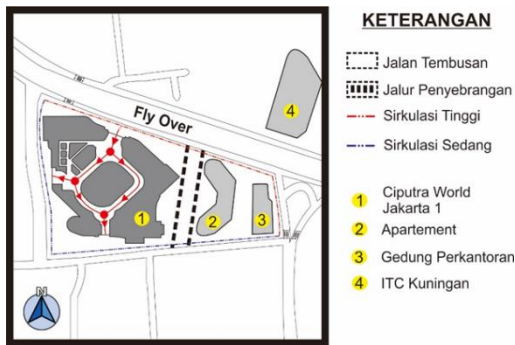 Fly Over
1
2
3
4
N
KETERANGAN
Jalan Tembusan
Jalur Penyebrangan
Sirkulasi Tinggi
Sirkulasi Sedang
1 Ciputra World
Jakarta 1
2 Apartement
3 Gedung Perkantoran
4 ITC Kuningan